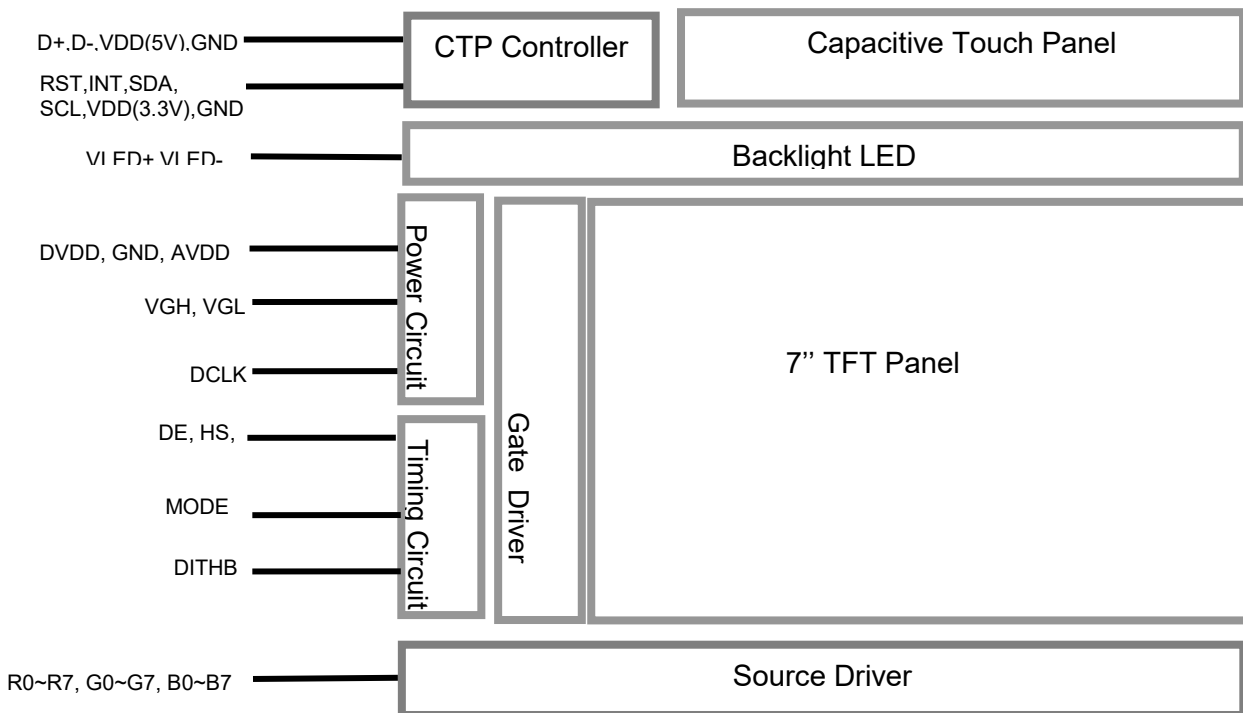 D+,D-,VDD(5V),GND
CTP Controller
Capacitive Touch Panel
RST,INT,SDA,
SCL,VDD(3.3V),GND
VLED+ VLED-
Backlight LED
DVDD, GND, AVDD
VGH, VGL
DCLK
Power Circuit
7’’ TFT Panel
Gate Driver
DE, HS,
MODE
DITHB
Timing Circuit
R0~R7, G0~G7, B0~B7
Source Driver